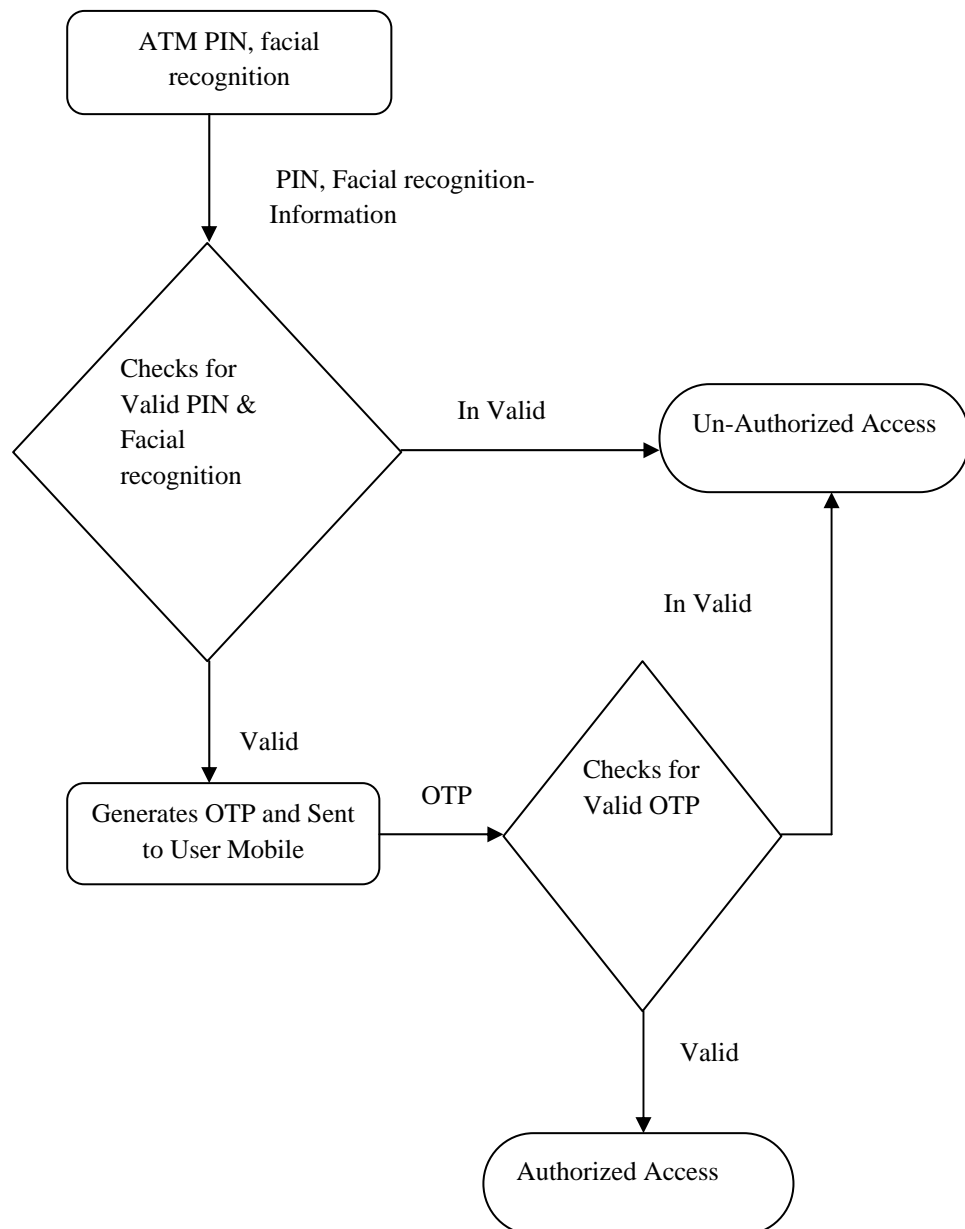 ATM PIN, facial
recognition
PIN, Facial recognition-
Information
Checks for
Valid PIN &
Facial
recognition
In Valid
Un-Authorized Access
In Valid
Valid
Generates OTP and Sent
to User Mobile
OTP
Checks for
Valid OTP
Valid
Authorized Access